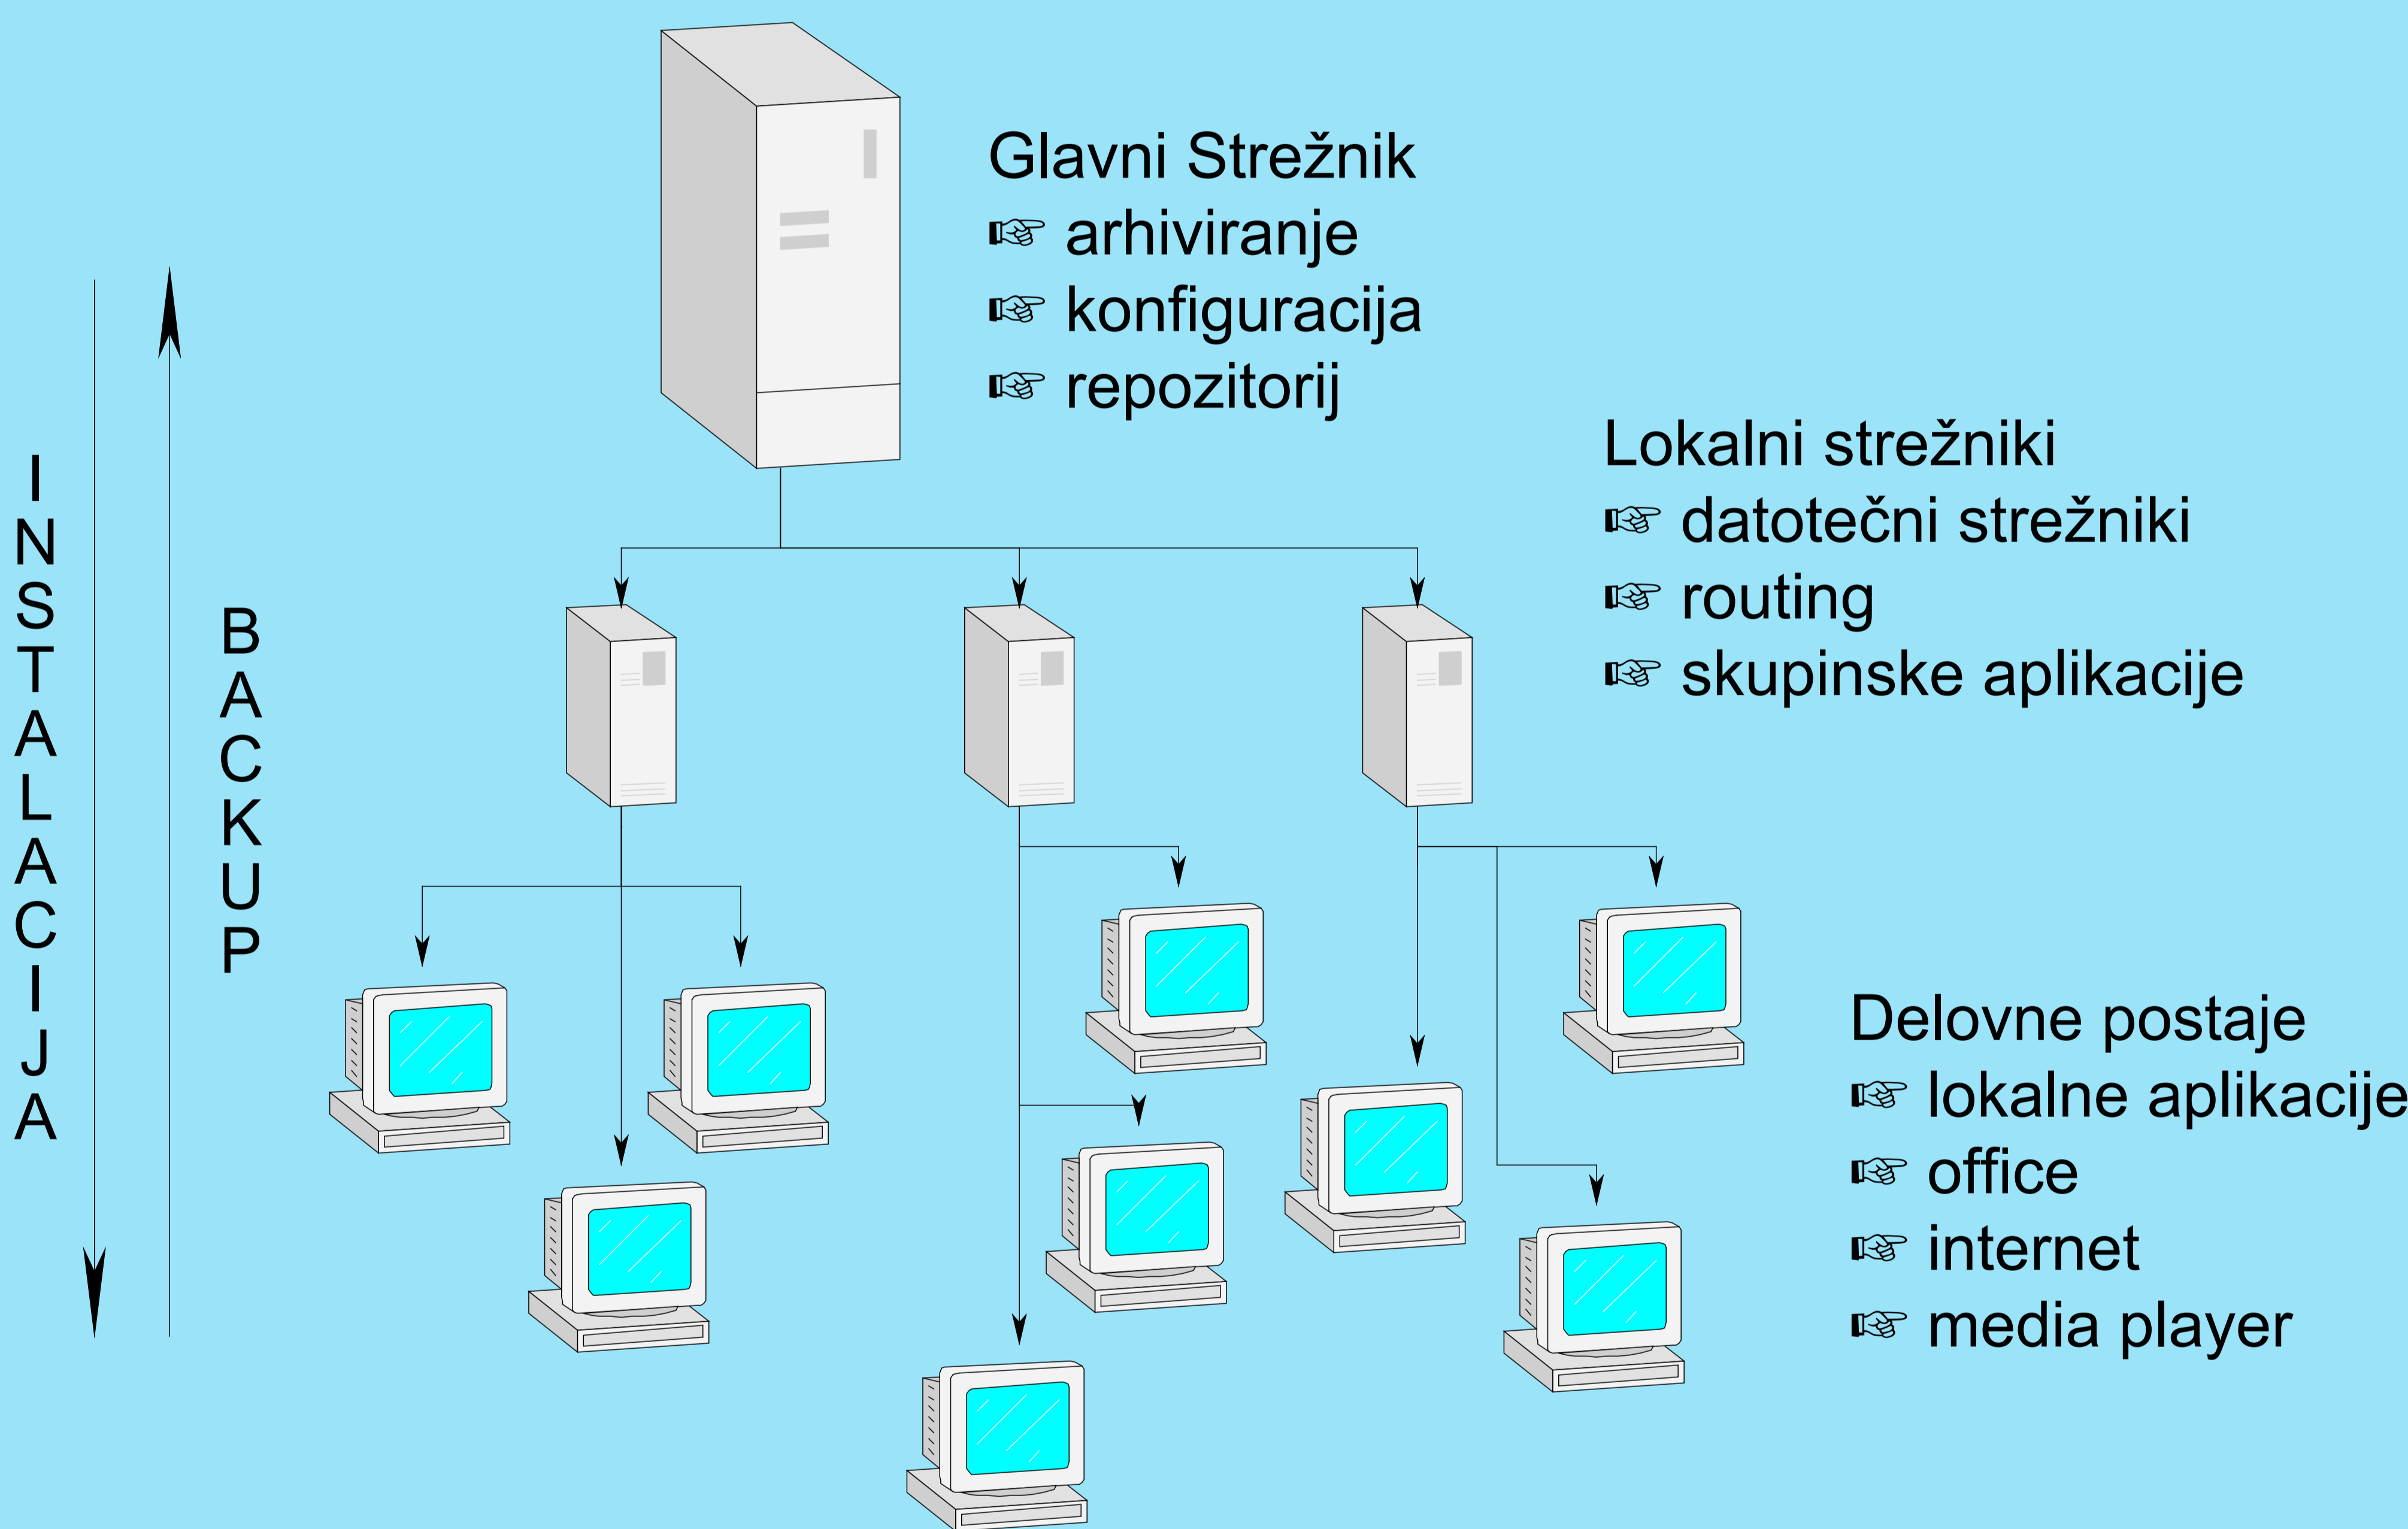 Glavni Strežnik
☞ arhiviranje
☞ konfiguracija
☞ repozitorij
Lokalni strežniki
☞ datotečni strežniki
☞ routing
☞ skupinske aplikacije
INSTALACIJA
BACKUP
Delovne postaje
☞ lokalne aplikacije
☞ office
☞ internet
☞ media player